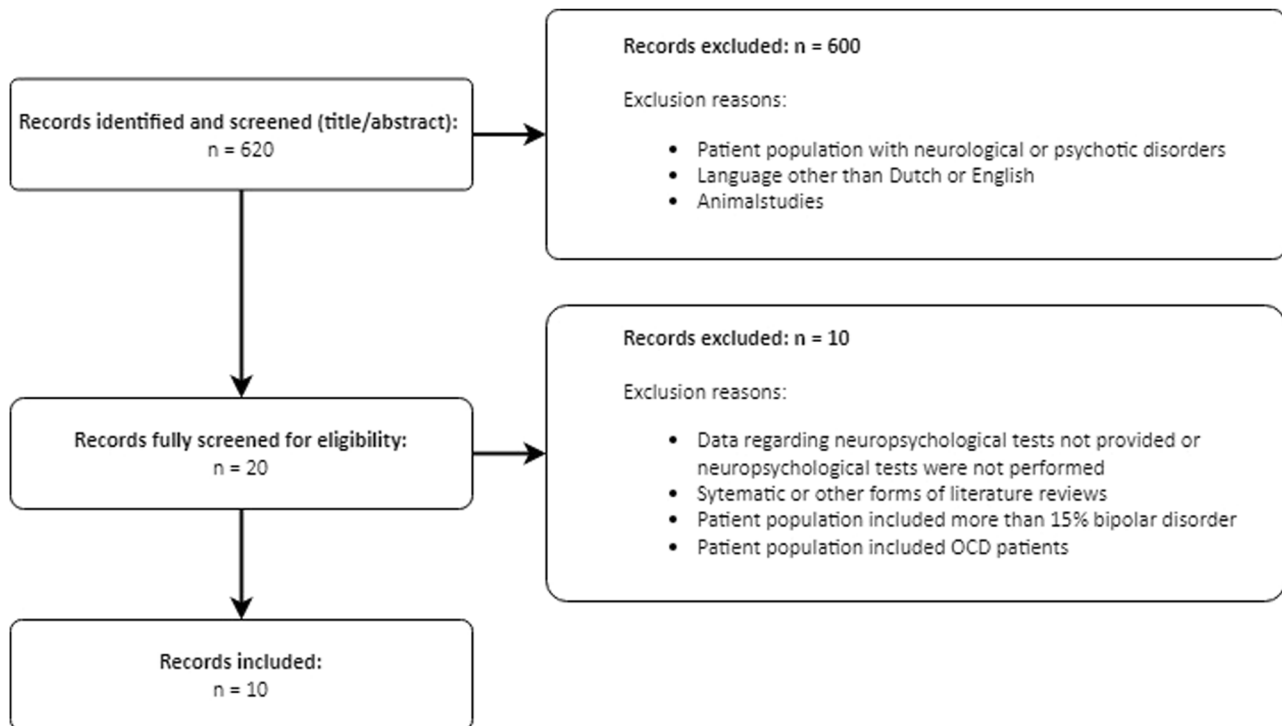 Records identified and screened (title/abstract):
n = 620
Records excluded: n = 600
Exclusion reasons:
• Patient population with neurological or psychotic disorders
• Language other than Dutch or English
• Animalstudies
Records fully screened for eligibility:
n = 20
Records excluded: n = 10
Exclusion reasons:
• Data regarding neuropsychological tests not provided or
neuropsychological tests were not performed
• Sytematic or other forms of literature reviews
• Patient population included more than 15% bipolar disorder
• Patient population included OCD patients
Records included:
n = 10